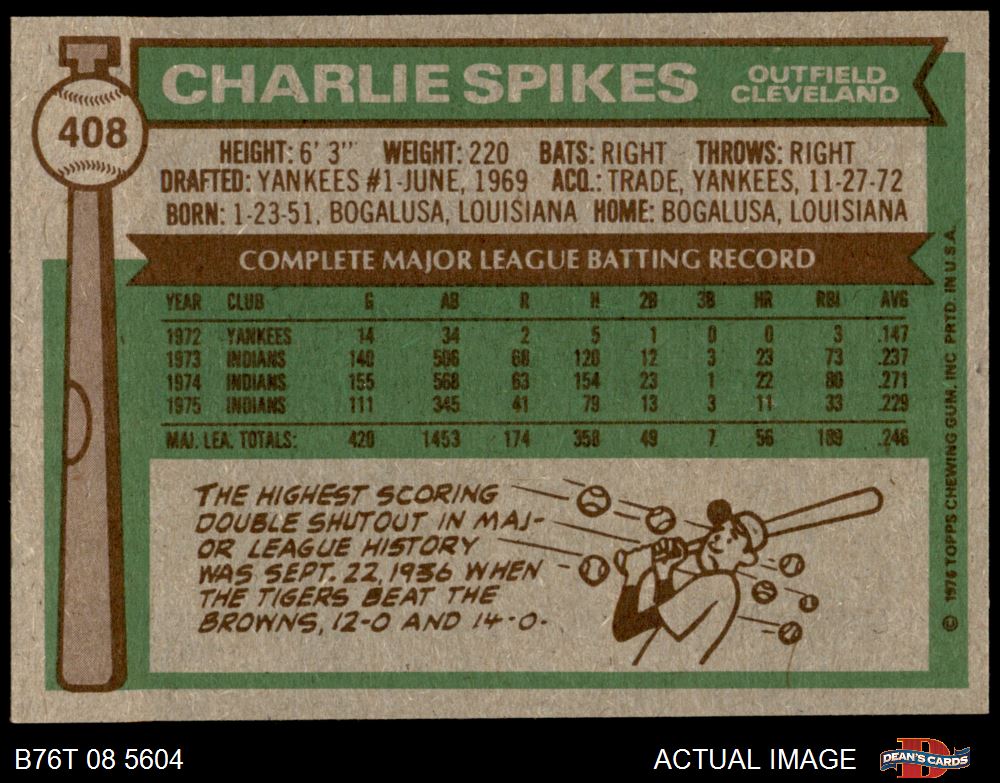 408
CHARLIE SPIKES
OUTFIELD
CLEVELAND
HEIGHT: 6' 3" WEIGHT: 220 BATS: RIGHT THROWS: RIGHT
DRAFTED: YANKEES #1-JUNE, 1969 ACQ.: TRADE, YANKEES, 11-27-72
BORN: 1-23-51, BOGALUSA, LOUISIANA HOME: BOGALUSA, LOUISIANA
COMPLETE MAJOR LEAGUE BATTING RECORD
YEAR CLUB G AB R H 2B 3B HR RBI AVG
1972 YANKEES 14 34 2 5 1 0 0 3 .147
1973 INDIANS 140 506 68 120 12 3 23 73 .237
1974 INDIANS 155 568 63 154 23 1 22 80 .271
1975 INDIANS 111 345 41 79 13 3 11 33 .229
MAJ. LEA. TOTALS: 420 1453 174 358 49 7 56 189 .246
THE HIGHEST SCORING
DOUBLE SHUTOUT IN MAJ-
OR LEAGUE HISTORY
WAS SEPT. 22, 1936 WHEN
THE TIGERS BEAT THE
BROWNS, 12-0 AND 14-0.
© 1976 TOPPS CHEWING GUM, INC PRTD. IN U.S.A.
B76T 08 5604
ACTUAL IMAGE
DEAN'S CARDS